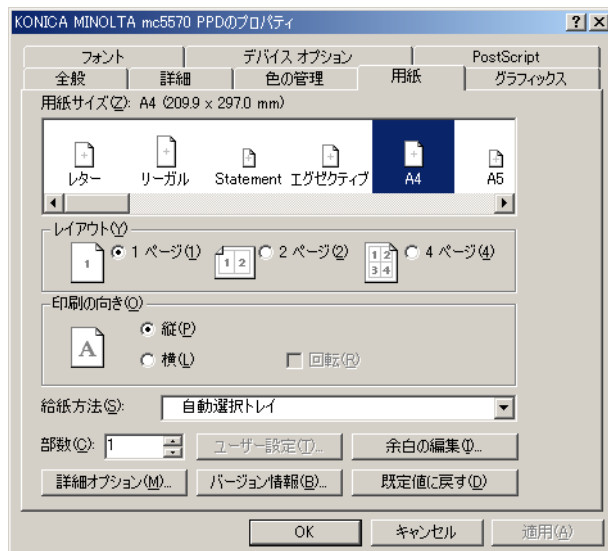 KONICA MINOLTA mc5570 PPDのプロパティ
フォント デバイス オプション PostScript
全般 詳細 色の管理 用紙 グラフィックス
用紙サイズ(Z): A4 (209.9 x 297.0 mm)
レター リーガル Statement エグゼクティブ A4 A5
レイアウト(Y)
1 1 ページ(1) 1 2 2 ページ(2) 1 2 4 ページ(4)
3 4
印刷の向き(O)
A 縦(P)
横(L) 回転(R)
給紙方法(S): 自動選択トレイ
部数(C): 1 ユーザー設定(T)... 余白の編集(I)...
詳細オプション(M)... バージョン情報(B)... 既定値に戻す(D)
OK キャンセル 適用(A)